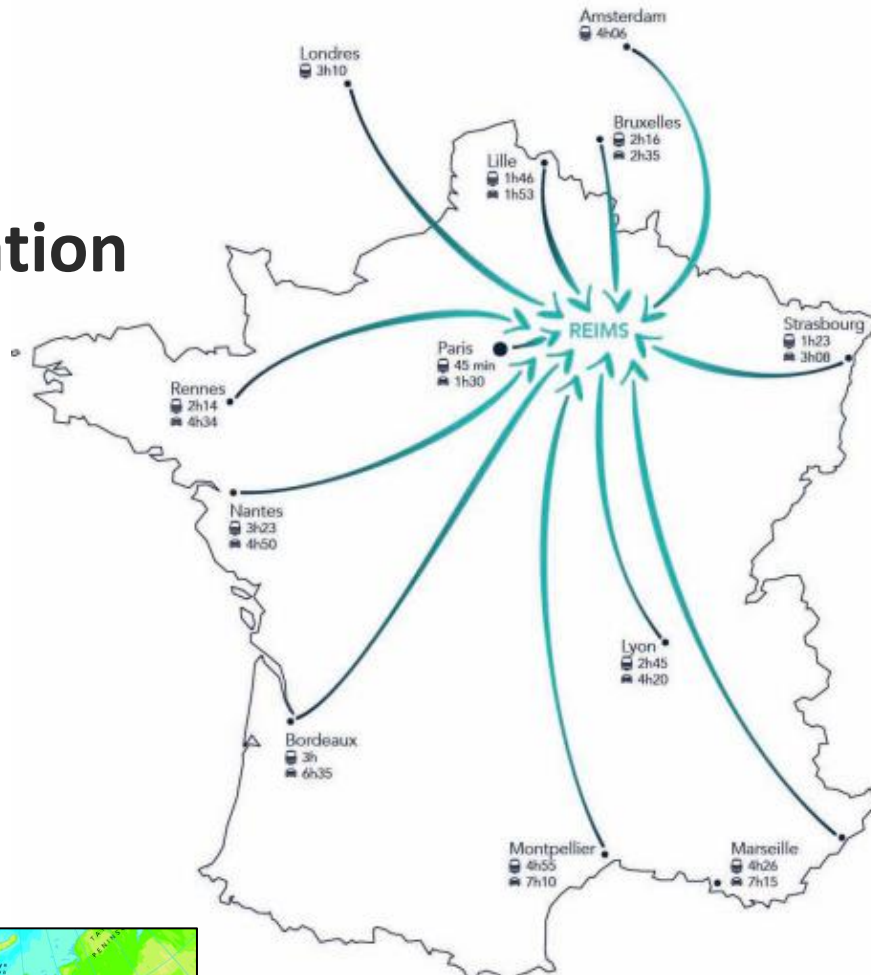 Amsterdam
4h06
Londres
3h10
Bruxelles
2h16
2h35
Lille
1h46
1h53
ation
REIMS
Strasbourg
1h23
3h08
Paris
45 min
1h30
Rennes
2h14
4h34
Nantes
3h23
4h50
Lyon
2h45
4h20
Bordeaux
3h
6h35
Montpellier
4h55
7h10
Marseille
4h26
7h15